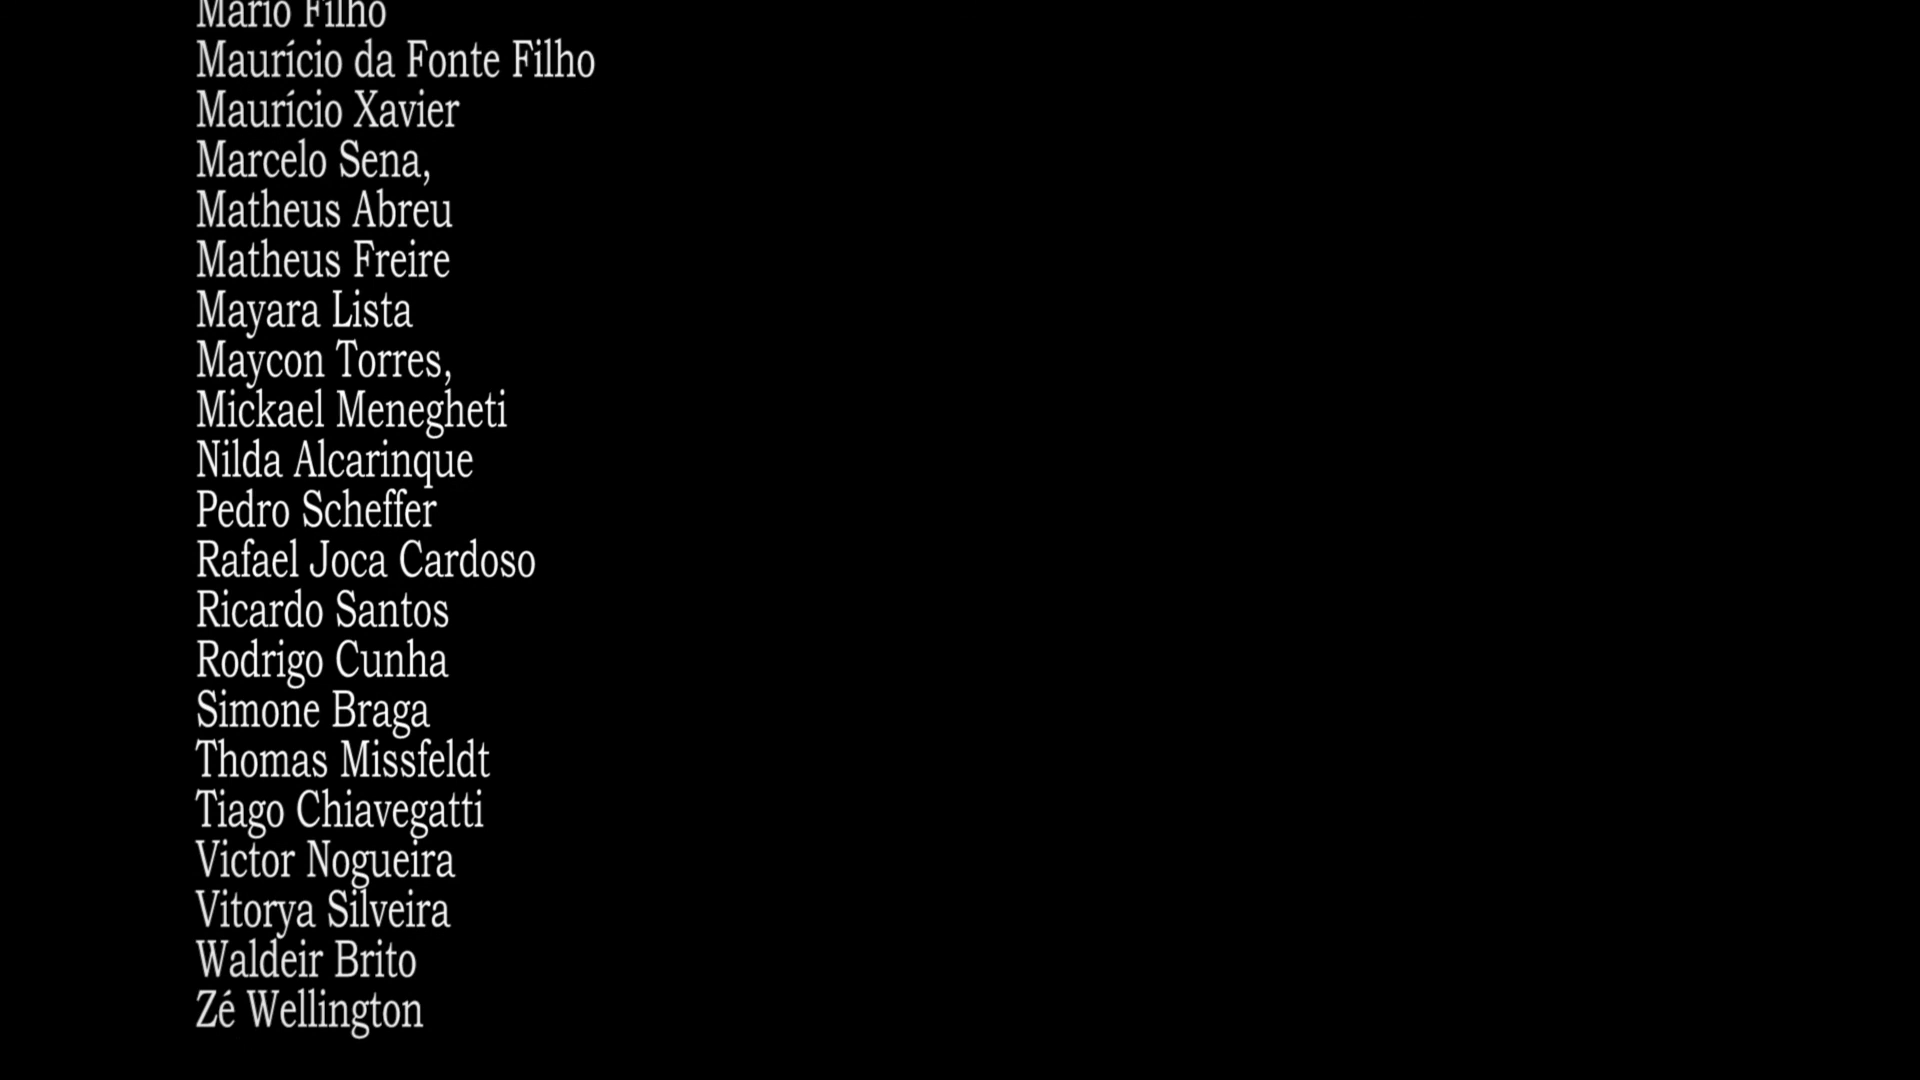 Mario Filho
Maurício da Fonte Filho
Maurício Xavier
Marcelo Sena,
Matheus Abreu
Matheus Freire
Mayara Lista
Maycon Torres,
Mickael Menegheti
Nilda Alcarinque
Pedro Scheffer
Rafael Joca Cardoso
Ricardo Santos
Rodrigo Cunha
Simone Braga
Thomas Missfeldt
Tiago Chiavegatti
Victor Nogueira
Vitorya Silveira
Waldeir Brito
Zé Wellington